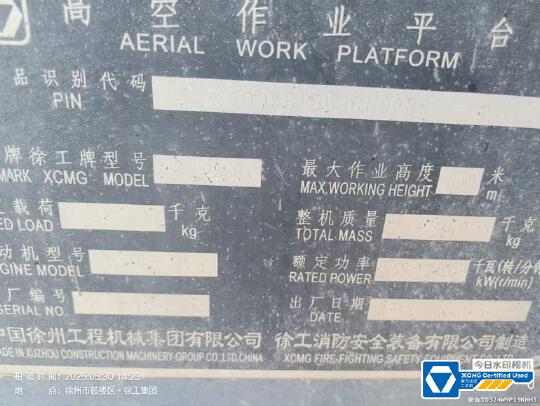 高空作业平台
AERIAL WORK PLATFORM
品识别代码
PIN
牌徐工牌型号
MARK XCMG MODEL
最大作业高度 米
MAX.WORKING HEIGHT m
载荷 千克
ED LOAD kg
整机质量 千克
TOTAL MASS kg
动机型号
GINE MODEL
额定功率 千瓦(转/分钟
RATED POWER kW(r/min)
厂编号
SERIAL NO.
出厂日期
DATE
中国徐州工程机械集团有限公司 徐工消防安全装备有限公司制造
ADE IN XUZHOU CONSTRUCTION MACHINERY GROUP CO.LTD.CHINA XCMG FIRE-FIGHTING SAFETY EQUIPMENT
时间：2025.05.30 14:23
地点：徐州市鼓楼区·徐工集团
今日水印相机
XCMG Certified Used